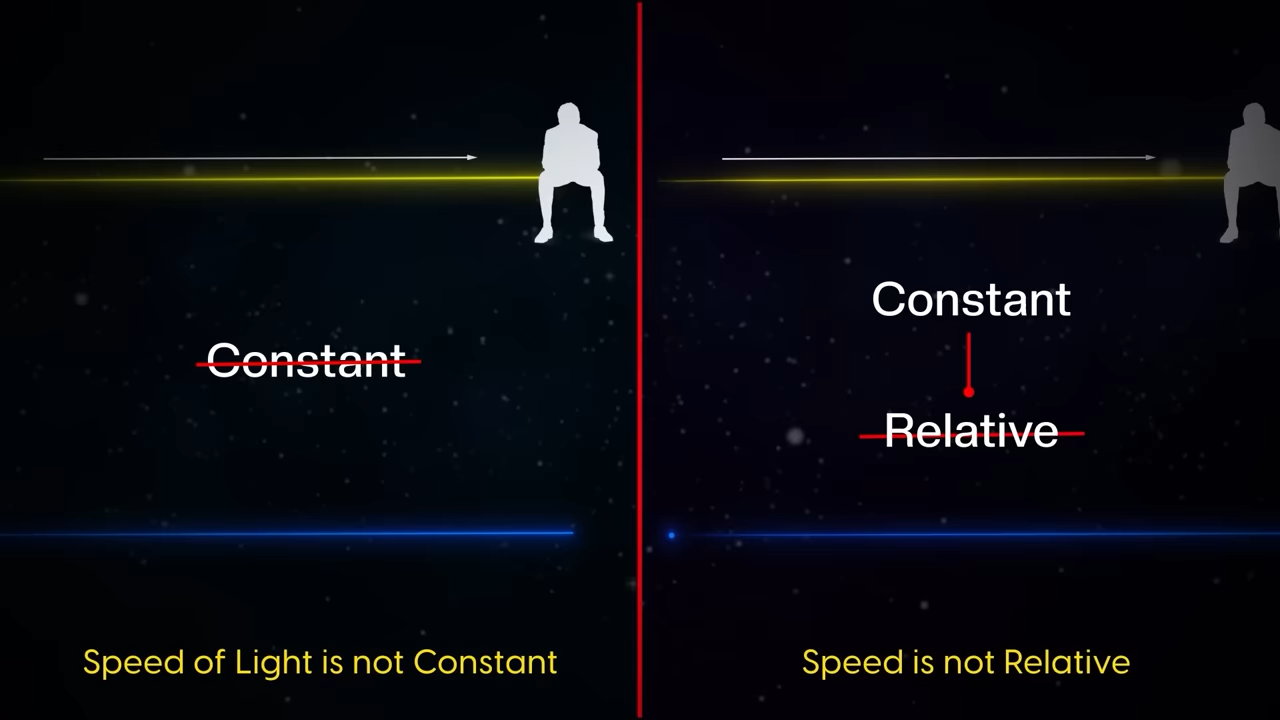 Constant
Speed of Light is not Constant
Constant
Relative
Speed is not Relative